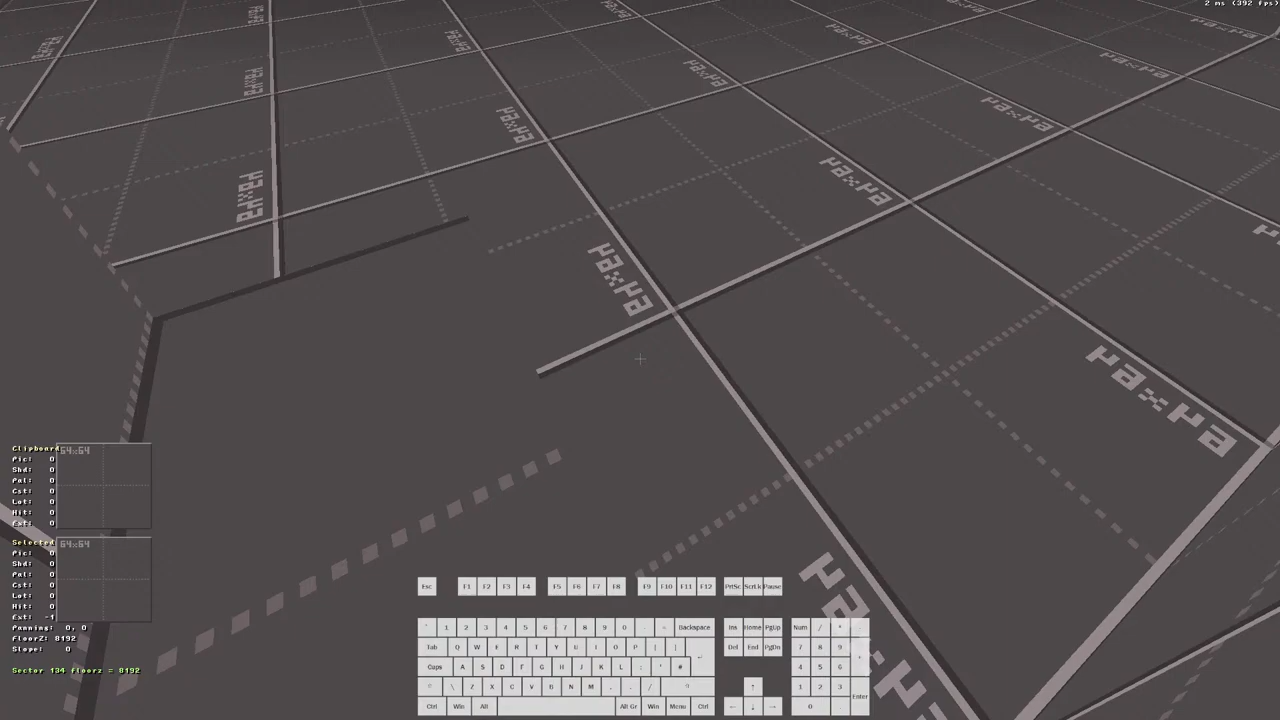 2 ms (392 fps)
Clipboard
64×64
Pic: 0
Shd: 0
Pal: 0
Cst: 0
Lot: 0
Hit: 0
Ext: 0
Selected
64×64
Pic: 0
Shd: 0
Pal: 0
Cst: 0
Lot: 0
Hit: 0
Ext: -1
Panning: 0, 0
FloorZ: 8192
Slope: 0
Sector 134 floorz = 8192
Esc F1 F2 F3 F4 F5 F6 F7 F8 F9 F10 F11 F12 PrtSc ScrLk Pause
` 1 2 3 4 5 6 7 8 9 0 - = Backspace Ins Home PgUp Num / * -
Tab Q W E R T Y U I O P [ ] Del End PgDn 7 8 9 +
Caps A S D F G H J K L ; ' # 4 5 6
\ Z X C V B N M , . / ↑ 1 2 3 Enter
Ctrl Win Alt Alt Gr Win Menu Ctrl ← ↓ → 0 .